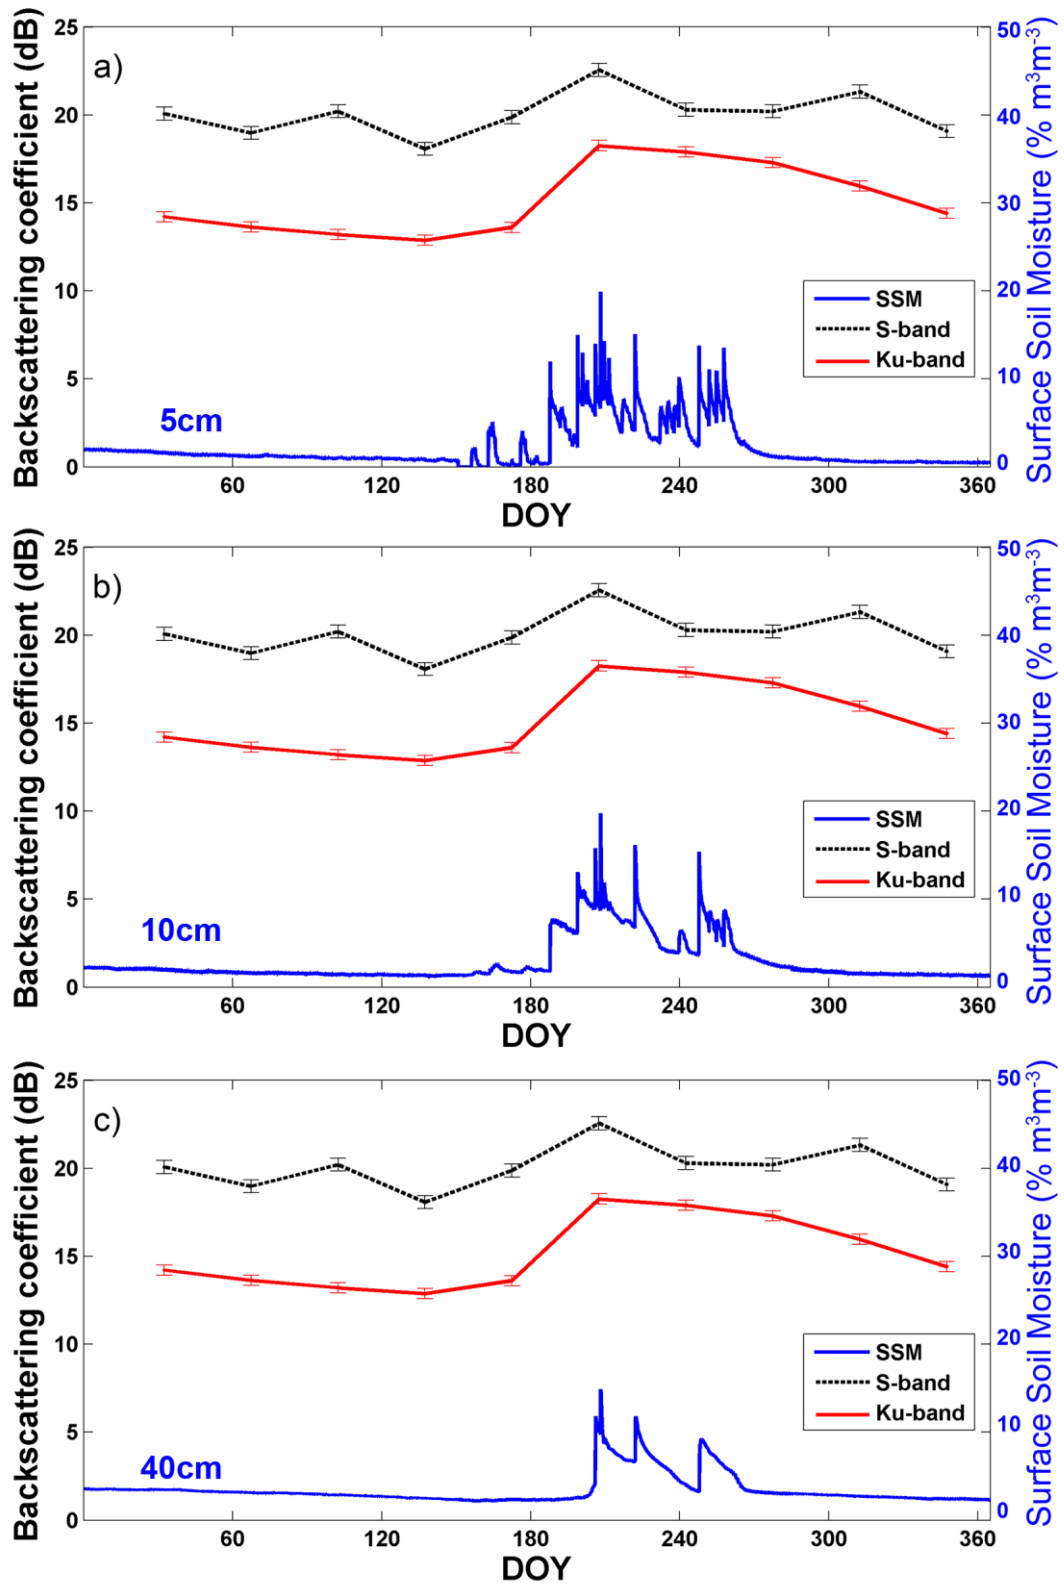 Backscattering coefficient (dB)
a)
25
20
15
10
5
0
50
40
30
20
10
0
Surface Soil Moisture (% m³m⁻³)
SSM
S-band
Ku-band
5cm
60 120 180 240 300 360
DOY
Backscattering coefficient (dB)
b)
25
20
15
10
5
0
50
40
30
20
10
0
Surface Soil Moisture (% m³m⁻³)
SSM
S-band
Ku-band
10cm
60 120 180 240 300 360
DOY
Backscattering coefficient (dB)
c)
25
20
15
10
5
0
50
40
30
20
10
0
Surface Soil Moisture (% m³m⁻³)
SSM
S-band
Ku-band
40cm
60 120 180 240 300 360
DOY